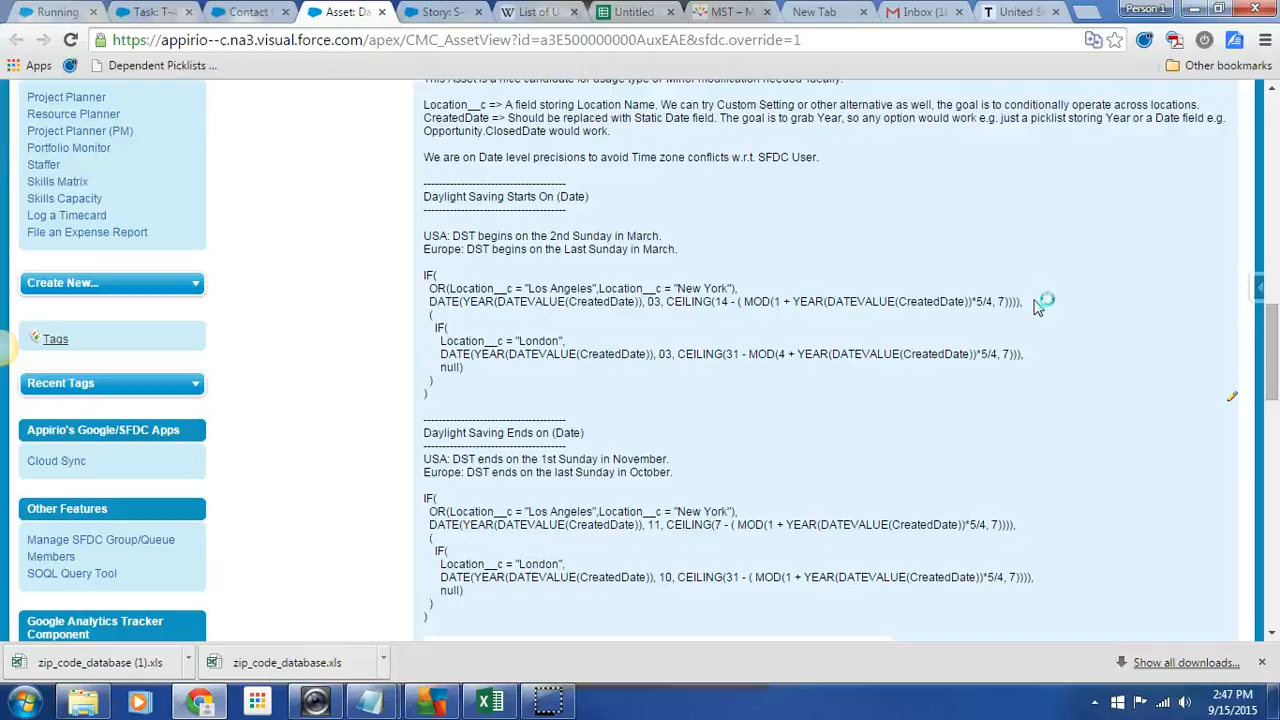 Running
Task: T--
Contact
Asset: Da
Story: S-
List of U
Untitled
MST – M
New Tab
Inbox (1
United S
Person 1
https://appirio--c.na3.visual.force.com/apex/CMC_AssetView?id=a3E500000000AuxEAE&sfdc.override=1
Apps
Dependent Picklists ...
Other bookmarks
Project Planner
Resource Planner
Project Planner (PM)
Portfolio Monitor
Staffer
Skills Matrix
Skills Capacity
Log a Timecard
File an Expense Report
Create New...
Tags
Recent Tags
Appirio's Google/SFDC Apps
Cloud Sync
Other Features
Manage SFDC Group/Queue
Members
SOQL Query Tool
Google Analytics Tracker
Component
This Asset is a nice candidate for usage type of Minor modification needed ideally.
Location__c => A field storing Location Name. We can try Custom Setting or other alternative as well, the goal is to conditionally operate across locations.
CreatedDate => Should be replaced with Static Date field. The goal is to grab Year, so any option would work e.g. just a picklist storing Year or a Date field e.g.
Opportunity.ClosedDate would work.
We are on Date level precisions to avoid Time zone conflicts w.r.t. SFDC User.
--------------------------------------
Daylight Saving Starts On (Date)
--------------------------------------
USA: DST begins on the 2nd Sunday in March.
Europe: DST begins on the Last Sunday in March.
IF(
OR(Location__c = "Los Angeles",Location__c = "New York"),
DATE(YEAR(DATEVALUE(CreatedDate)), 03, CEILING(14 - ( MOD(1 + YEAR(DATEVALUE(CreatedDate))*5/4, 7)))),
(
IF(
Location__c = "London",
DATE(YEAR(DATEVALUE(CreatedDate)), 03, CEILING(31 - MOD(4 + YEAR(DATEVALUE(CreatedDate))*5/4, 7))),
null)
)
)
--------------------------------------
Daylight Saving Ends on (Date)
--------------------------------------
USA: DST ends on the 1st Sunday in November.
Europe: DST ends on the last Sunday in October.
IF(
OR(Location__c = "Los Angeles",Location__c = "New York"),
DATE(YEAR(DATEVALUE(CreatedDate)), 11, CEILING(7 - ( MOD(1 + YEAR(DATEVALUE(CreatedDate))*5/4, 7)))),
(
IF(
Location__c = "London",
DATE(YEAR(DATEVALUE(CreatedDate)), 10, CEILING(31 - ( MOD(1 + YEAR(DATEVALUE(CreatedDate))*5/4, 7)))),
null)
)
)
zip_code_database (1).xls
zip_code_database.xls
Show all downloads...
2:47 PM
9/15/2015